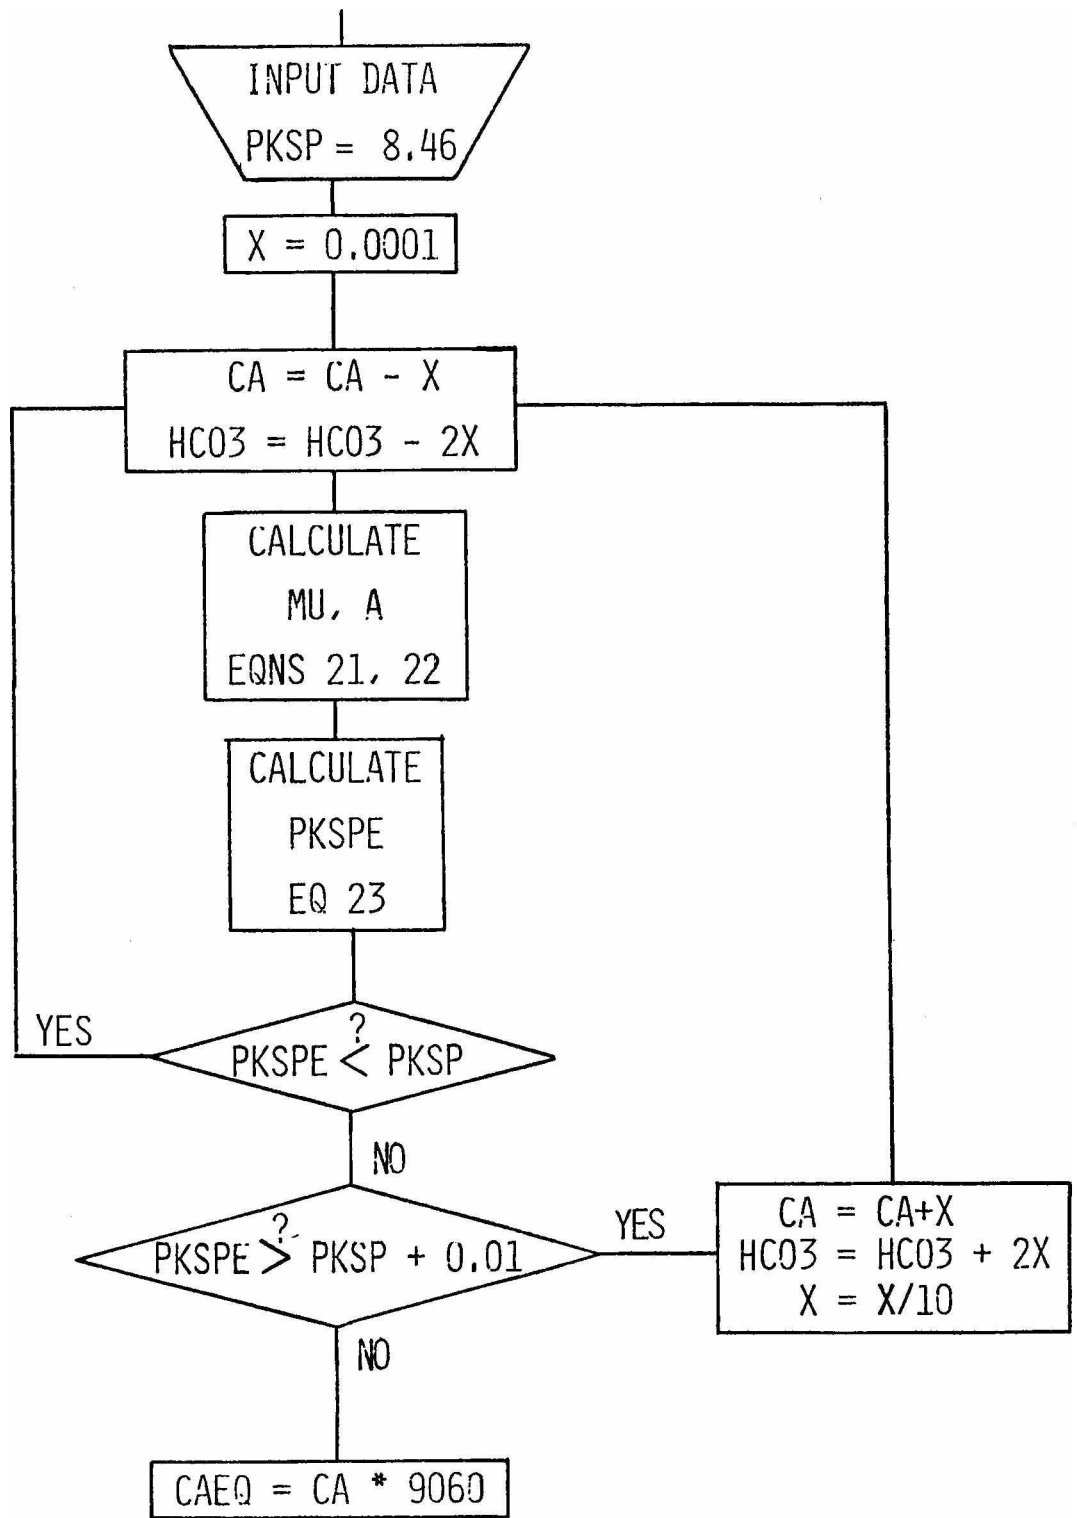 INPUT DATA
PKSP = 8.46
X = 0.0001
CA = CA - X
HCO3 = HCO3 - 2X
CALCULATE
MU, A
EQNS 21, 22
CALCULATE
PKSPE
EQ 23
YES
?
PKSPE < PKSP
NO
?
PKSPE > PKSP + 0.01
YES
CA = CA+X
HCO3 = HCO3 + 2X
X = X/10
NO
CAEQ = CA * 9060